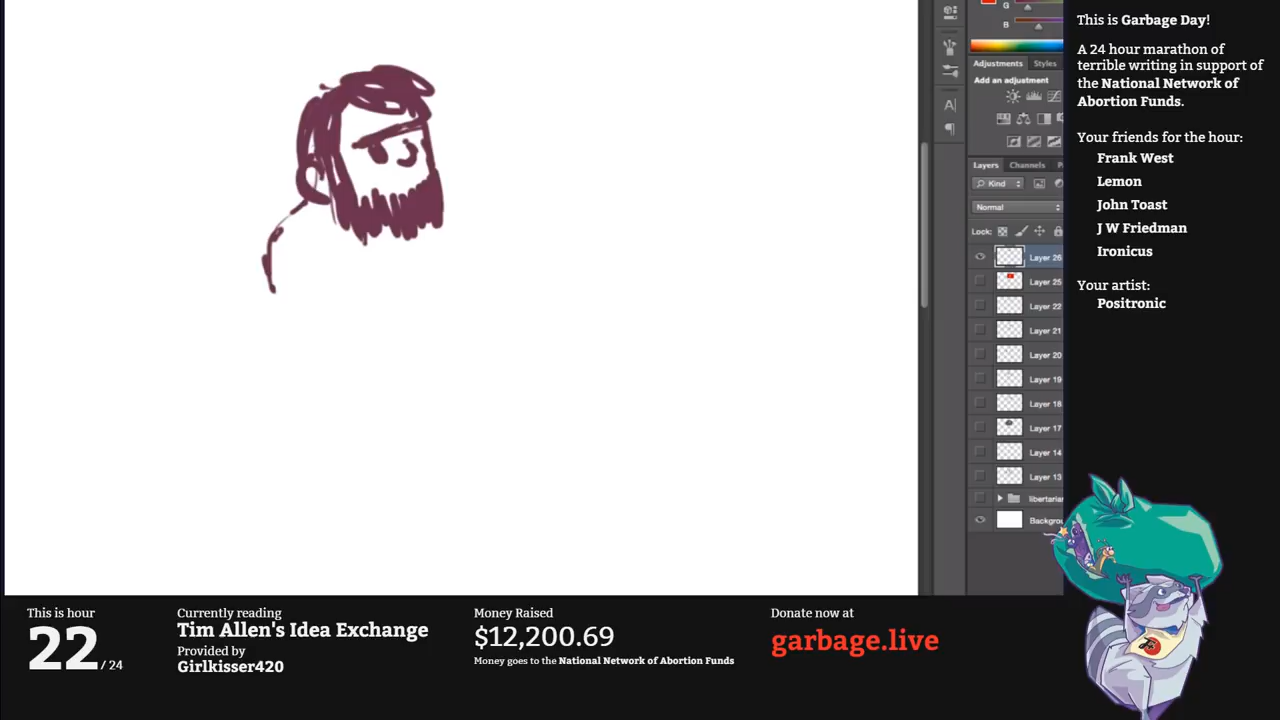 G
B
Adjustments
Styles
Add an adjustment
Layers
Channels
Kind
Normal
Lock:
Layer 26
Layer 25
Layer 22
Layer 21
Layer 20
Layer 19
Layer 18
Layer 17
Layer 14
Layer 13
libertarian
Backgrou
This is Garbage Day!
A 24 hour marathon of
terrible writing in support of
the National Network of
Abortion Funds.
Your friends for the hour:
Frank West
Lemon
John Toast
J W Friedman
Ironicus
Your artist:
Positronic
This is hour
22 / 24
Currently reading
Tim Allen's Idea Exchange
Provided by
Girlkisser420
Money Raised
$12,200.69
Money goes to the National Network of Abortion Funds
Donate now at
garbage.live